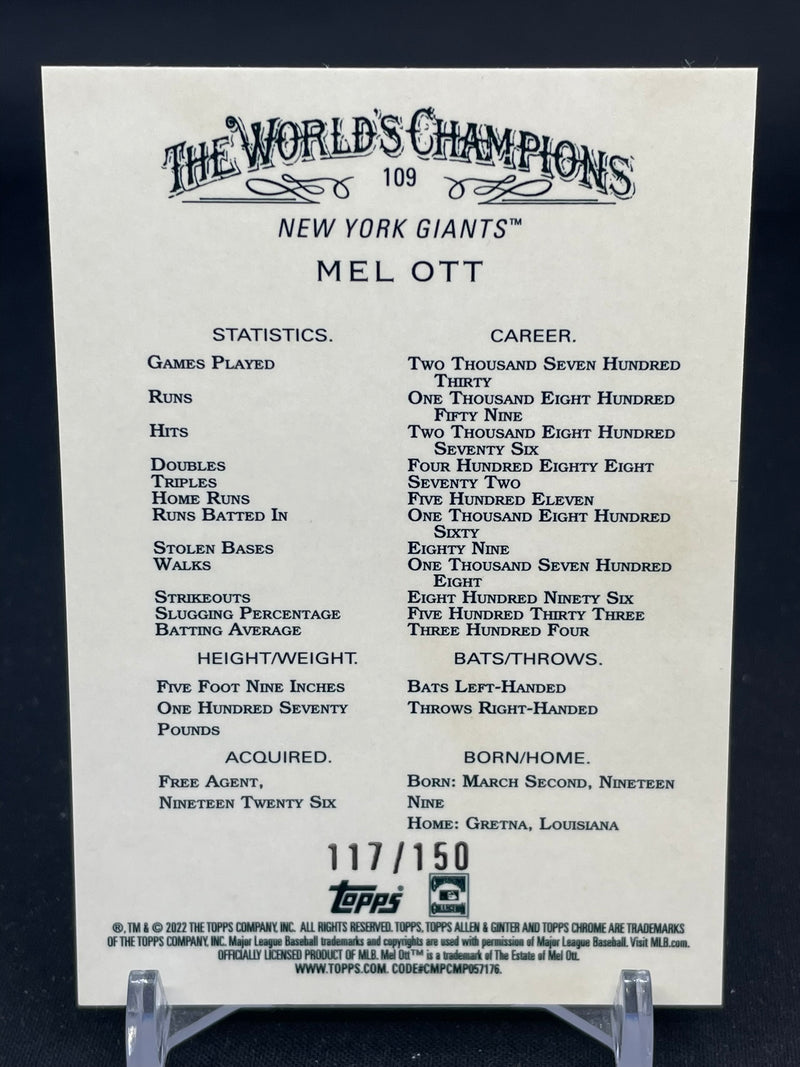 THE WORLD'S CHAMPIONS
109
NEW YORK GIANTS™
MEL OTT
STATISTICS. CAREER.
GAMES PLAYED TWO THOUSAND SEVEN HUNDRED
THIRTY
RUNS ONE THOUSAND EIGHT HUNDRED
FIFTY NINE
HITS TWO THOUSAND EIGHT HUNDRED
SEVENTY SIX
DOUBLES FOUR HUNDRED EIGHTY EIGHT
TRIPLES SEVENTY TWO
HOME RUNS FIVE HUNDRED ELEVEN
RUNS BATTED IN ONE THOUSAND EIGHT HUNDRED
SIXTY
STOLEN BASES EIGHTY NINE
WALKS ONE THOUSAND SEVEN HUNDRED
EIGHT
STRIKEOUTS EIGHT HUNDRED NINETY SIX
SLUGGING PERCENTAGE FIVE HUNDRED THIRTY THREE
BATTING AVERAGE THREE HUNDRED FOUR
HEIGHT/WEIGHT. BATS/THROWS.
FIVE FOOT NINE INCHES BATS LEFT-HANDED
ONE HUNDRED SEVENTY THROWS RIGHT-HANDED
POUNDS
ACQUIRED. BORN/HOME.
FREE AGENT, BORN: MARCH SECOND, NINETEEN
NINETEEN TWENTY SIX NINE
HOME: GRETNA, LOUISIANA
117/150
Topps COOPERSTOWN COLLECTION
®, TM & © 2022 THE TOPPS COMPANY, INC. ALL RIGHTS RESERVED. TOPPS, TOPPS ALLEN & GINTER AND TOPPS CHROME ARE TRADEMARKS
OF THE TOPPS COMPANY, INC. Major League Baseball trademarks and copyrights are used with permission of Major League Baseball. Visit MLB.com.
OFFICIALLY LICENSED PRODUCT OF MLB. Mel Ott™ is a trademark of The Estate of Mel Ott.
WWW.TOPPS.COM. CODE#CMPCMP057176.